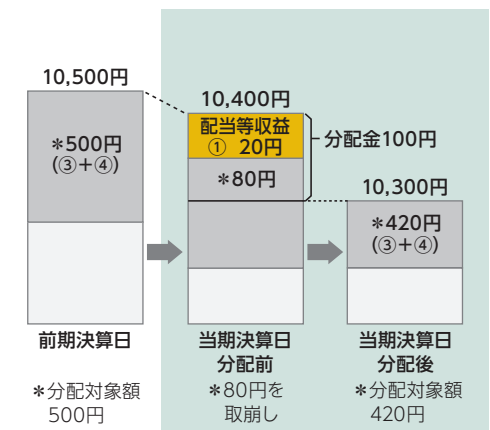 10,500円
＊500円
(③＋④)
前期決算日
＊分配対象額
500円
10,400円
配当等収益
① 20円
＊80円
分配金100円
当期決算日
分配前
＊80円を
取崩し
10,300円
＊420円
(③＋④)
当期決算日
分配後
＊分配対象額
420円